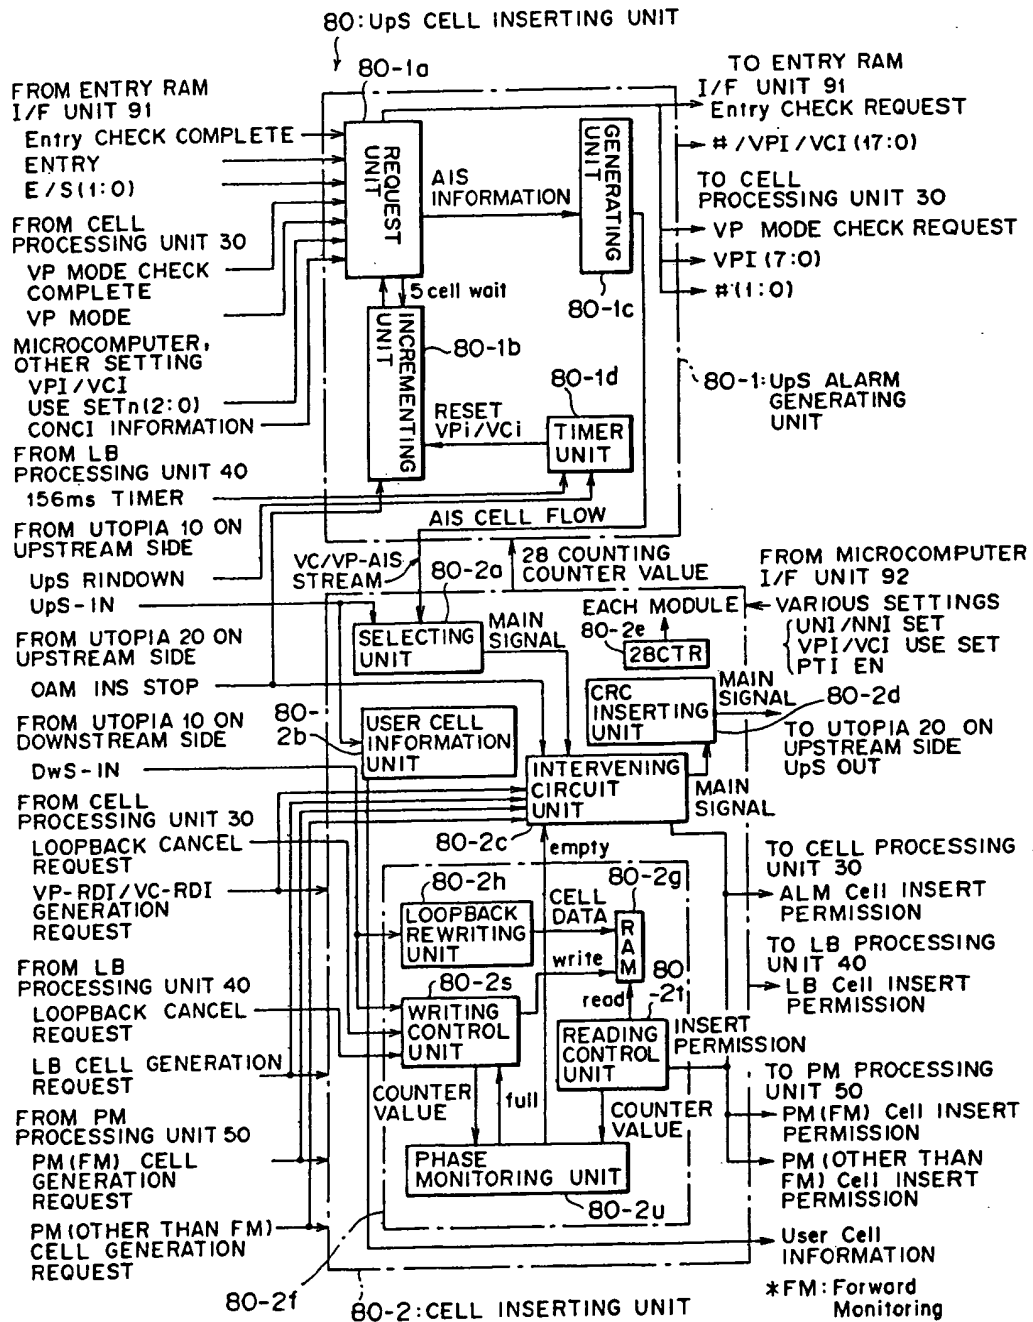 80:UpS CELL INSERTING UNIT
80-1a
FROM ENTRY RAM
I/F UNIT 91
Entry CHECK COMPLETE
ENTRY
E/S(1:0)
FROM CELL
PROCESSING UNIT 30
VP MODE CHECK
COMPLETE
VP MODE
MICROCOMPUTER,
OTHER SETTING
VPI/VCI
USE SETn(2:0)
CONCI INFORMATION
FROM LB
PROCESSING UNIT 40
156ms TIMER
FROM UTOPIA 10 ON
UPSTREAM SIDE
UpS RINDOWN
UpS-IN
FROM UTOPIA 20 ON
UPSTREAM SIDE
OAM INS STOP
FROM UTOPIA 10 ON
DOWNSTREAM SIDE
DwS-IN
FROM CELL
PROCESSING UNIT 30
LOOPBACK CANCEL
REQUEST
VP-RDI/VC-RDI
GENERATION
REQUEST
FROM LB
PROCESSING UNIT 40
LOOPBACK CANCEL
REQUEST
LB CELL GENERATION
REQUEST
FROM PM
PROCESSING UNIT 50
PM(FM) CELL
GENERATION
REQUEST
PM(OTHER THAN FM)
CELL GENERATION
REQUEST
REQUEST
UNIT
AIS
INFORMATION
GENERATING
UNIT
80-1c
5 cell wait
INCREMENTING
UNIT
80-1b
80-1d
RESET
VPi/VCi
TIMER
UNIT
AIS CELL FLOW
VC/VP-AIS
STREAM
28 COUNTING
COUNTER VALUE
80-2a
SELECTING
UNIT
MAIN
SIGNAL
EACH MODULE
80-2e
28CTR
CRC
INSERTING
UNIT
80-2d
80-
2b
USER CELL
INFORMATION
UNIT
INTERVENING
CIRCUIT
UNIT
MAIN
SIGNAL
80-2c
empty
80-2h
LOOPBACK
REWRITING
UNIT
CELL
DATA
80-2g
RAM
write
80-2s
WRITING
CONTROL
UNIT
read
80
-2t
READING
CONTROL
UNIT
INSERT
PERMISSION
COUNTER
VALUE
full
COUNTER
VALUE
PHASE
MONITORING UNIT
80-2u
80-2f
80-2:CELL INSERTING UNIT
TO ENTRY RAM
I/F UNIT 91
Entry CHECK REQUEST
#/VPI/VCI(17:0)
TO CELL
PROCESSING UNIT 30
VP MODE CHECK REQUEST
VPI(7:0)
#(1:0)
80-1:UpS ALARM
GENERATING
UNIT
FROM MICROCOMPUTER
I/F UNIT 92
VARIOUS SETTINGS
UNI/NNI SET
VPI/VCI USE SET
PTI EN
MAIN
SIGNAL
TO UTOPIA 20 ON
UPSTREAM SIDE
UpS OUT
TO CELL PROCESSING
UNIT 30
ALM Cell INSERT
PERMISSION
TO LB PROCESSING
UNIT 40
LB Cell INSERT
PERMISSION
TO PM PROCESSING
UNIT 50
PM(FM) Cell INSERT
PERMISSION
PM(OTHER THAN
FM) Cell INSERT
PERMISSION
User Cell
INFORMATION
*FM: Forward
Monitoring